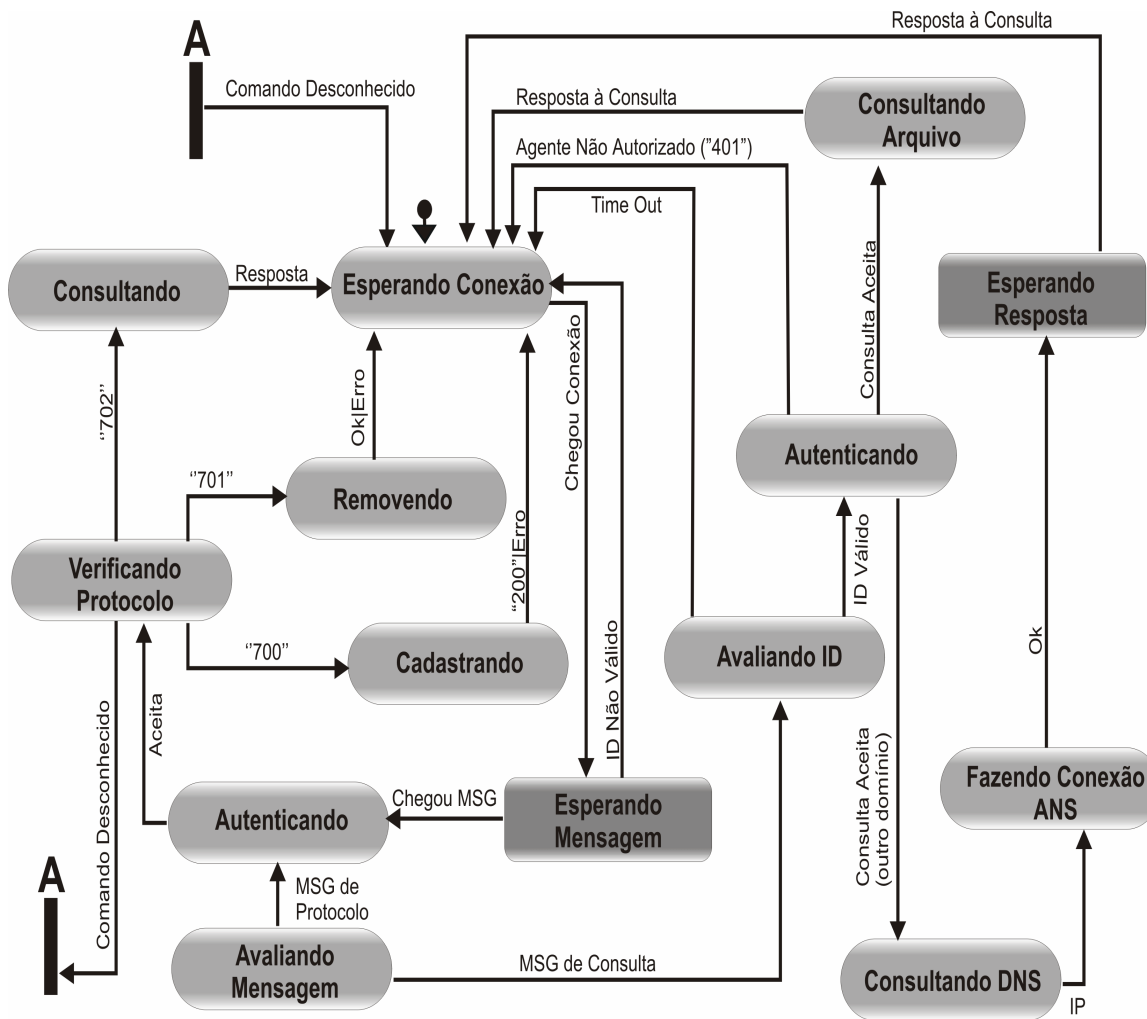 Resposta à Consulta
A
Comando Desconhecido
Resposta à Consulta
Consultando
Arquivo
Agente Não Autorizado (”401”)
Time Out
Consultando
Resposta
Esperando Conexão
Esperando
Resposta
Consulta Aceita
‘’702’’
Ok|Erro
Chegou Conexão
Autenticando
‘’701’’
Removendo
“200”|Erro
ID Válido
Verificando
Protocolo
‘’700’’
Cadastrando
ID Não Válido
Avaliando ID
Ok
Aceita
Comando Desconhecido
Consulta Aceita
(outro domínio)
Fazendo Conexão
ANS
Autenticando
Chegou MSG
Esperando
Mensagem
A
MSG de
Protocolo
Avaliando
Mensagem
MSG de Consulta
Consultando DNS
IP